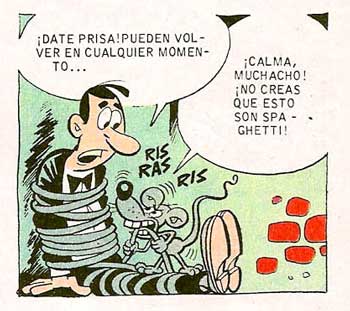 ¡DATE PRISA!PUEDEN VOL-
VER EN CUALQUIER MOMEN-
TO...
¡CALMA,
MUCHACHO!
¡NO CREAS
QUE ESTO
SON SPA-
GHETTI!
RIS
RAS
RIS